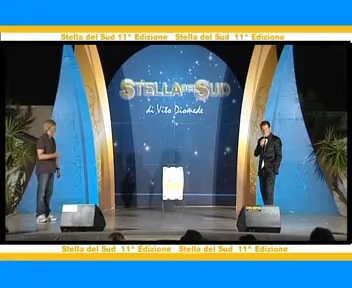 Stella del Sud 11^ Edizione Stella del Sud 11^ Edizione
STELLA DEL SUD
di Vito Diomede
Stella del Sud 11^ Edizione Stella del Sud 11^ Edizione